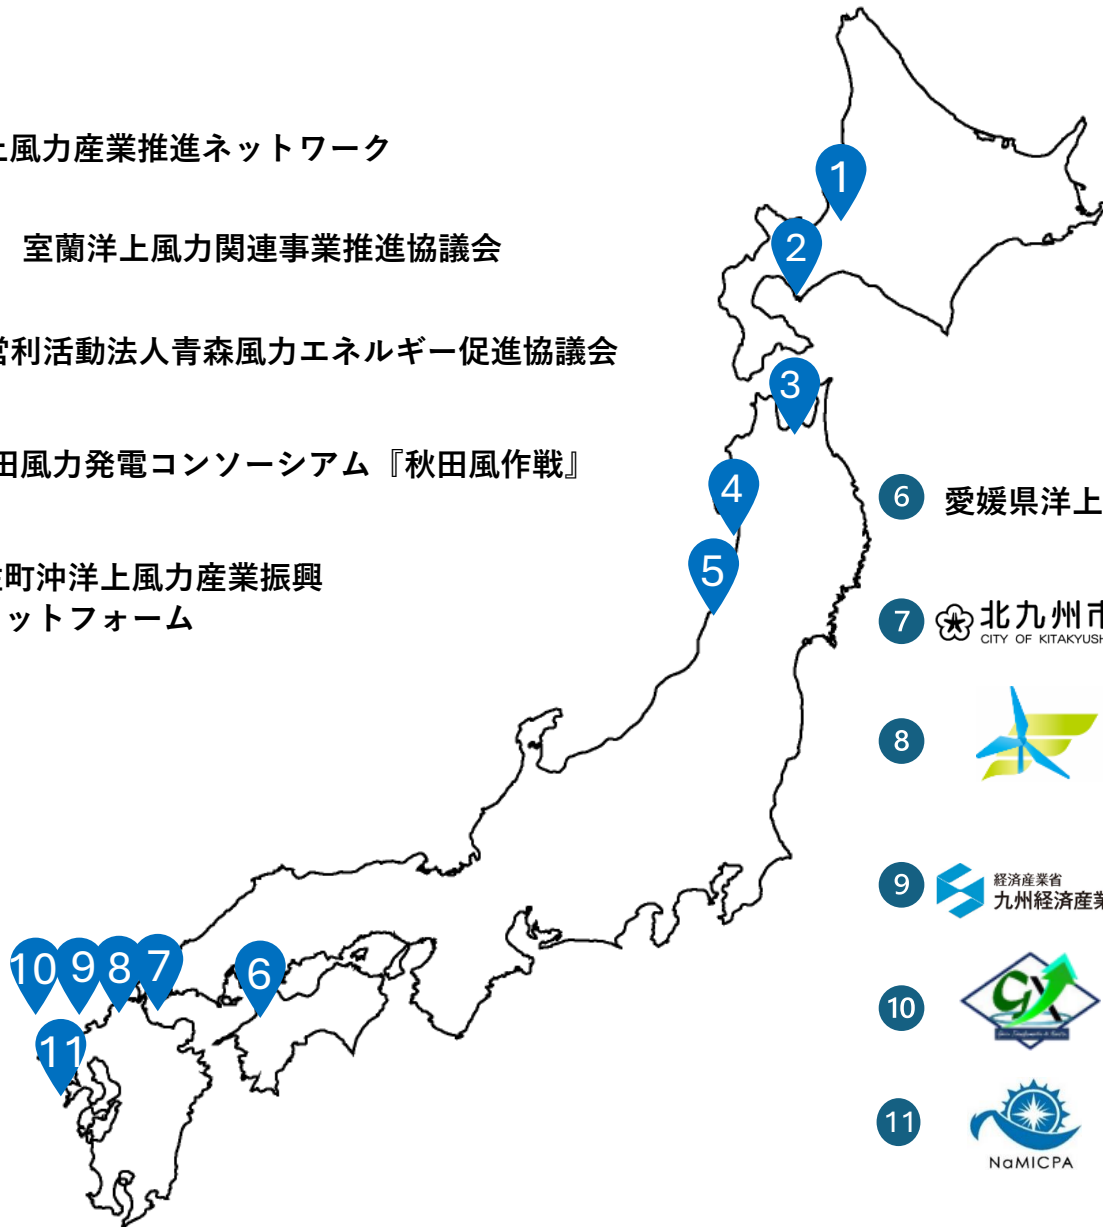 上風力産業推進ネットワーク
室蘭洋上風力関連事業推進協議会
営利活動法人青森風力エネルギー促進協議会
田風力発電コンソーシアム『秋田風作戦』
町沖洋上風力産業振興
ットフォーム
1
2
3
4
5
6
7
8
9
10
11
6 愛媛県洋上
7 北九州市
CITY OF KITAKYUSH
8
9 経済産業省
九州経済産業
10 GX
11
NaMICPA